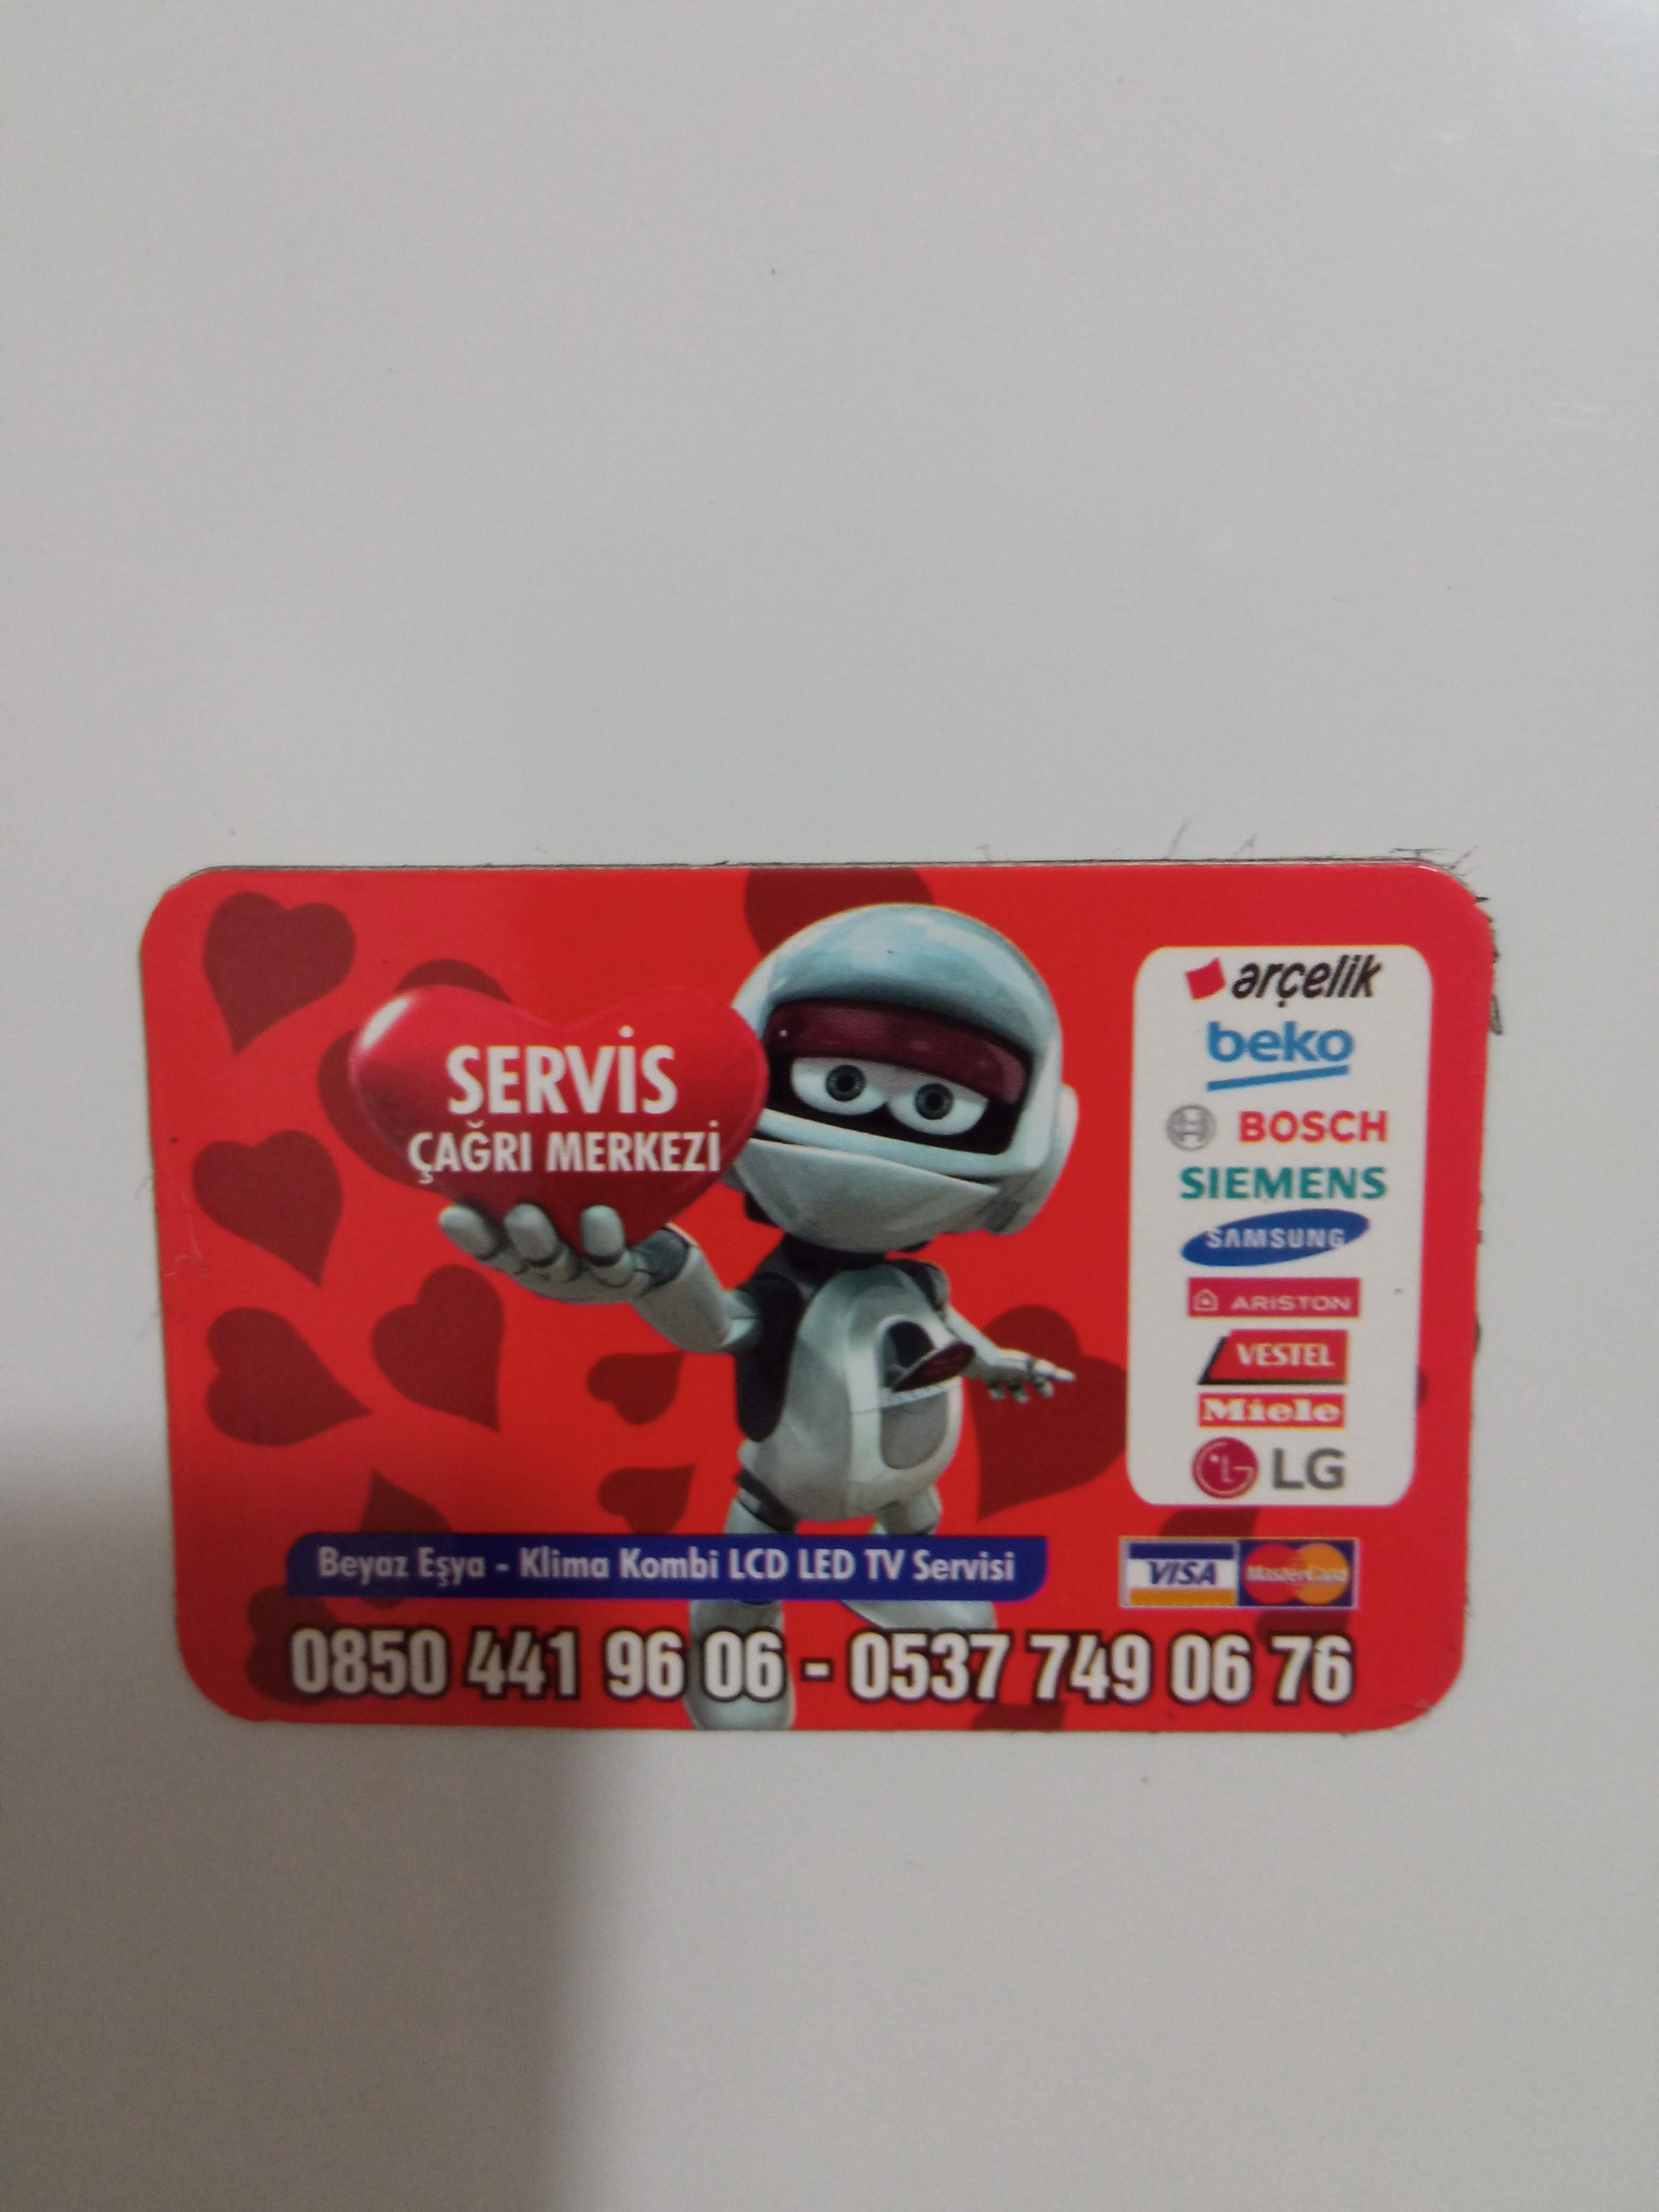 SERVİS
ÇAĞRI MERKEZİ
arçelik
beko
BOSCH
SIEMENS
SAMSUNG
ARISTON
VESTEL
Miele
LG
Beyaz Eşya - Klima Kombi LCD LED TV Servisi
VISA MasterCard
0850 441 96 06 - 0537 749 06 76